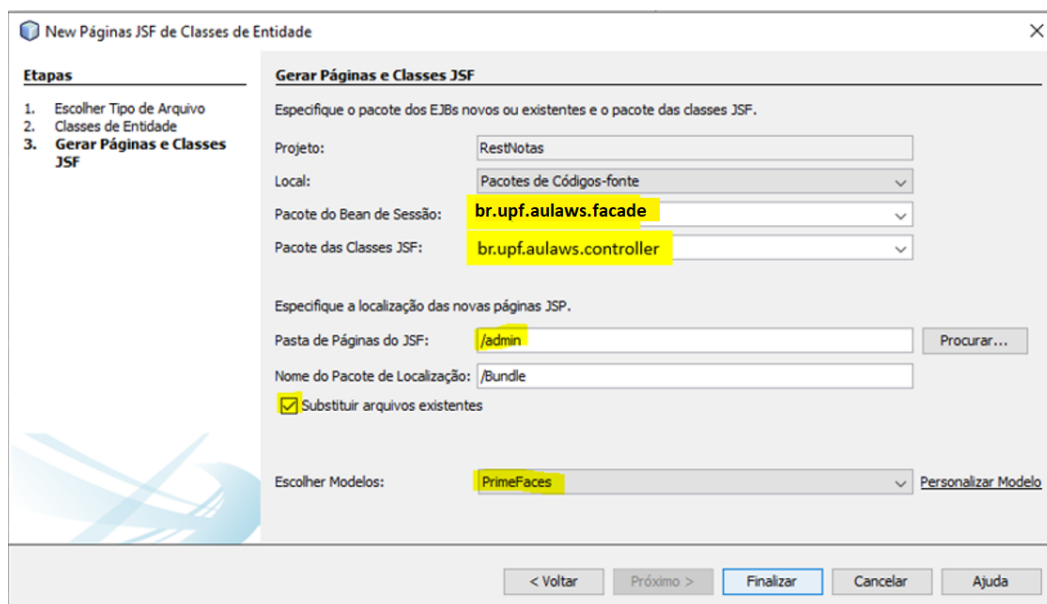 New Páginas JSF de Classes de Entidade
Etapas
1. Escolher Tipo de Arquivo
2. Classes de Entidade
3. Gerar Páginas e Classes
JSF
Gerar Páginas e Classes JSF
Especifique o pacote dos EJBs novos ou existentes e o pacote das classes JSF.
Projeto: RestNotas
Local: Pacotes de Códigos-fonte
Pacote do Bean de Sessão: br.upf.aulaws.facade
Pacote das Classes JSF: br.upf.aulaws.controller
Especifique a localização das novas páginas JSP.
Pasta de Páginas do JSF: /admin Procurar...
Nome do Pacote de Localização: /Bundle
Substituir arquivos existentes
Escolher Modelos: PrimeFaces Personalizar Modelo
< Voltar Próximo > Finalizar Cancelar Ajuda